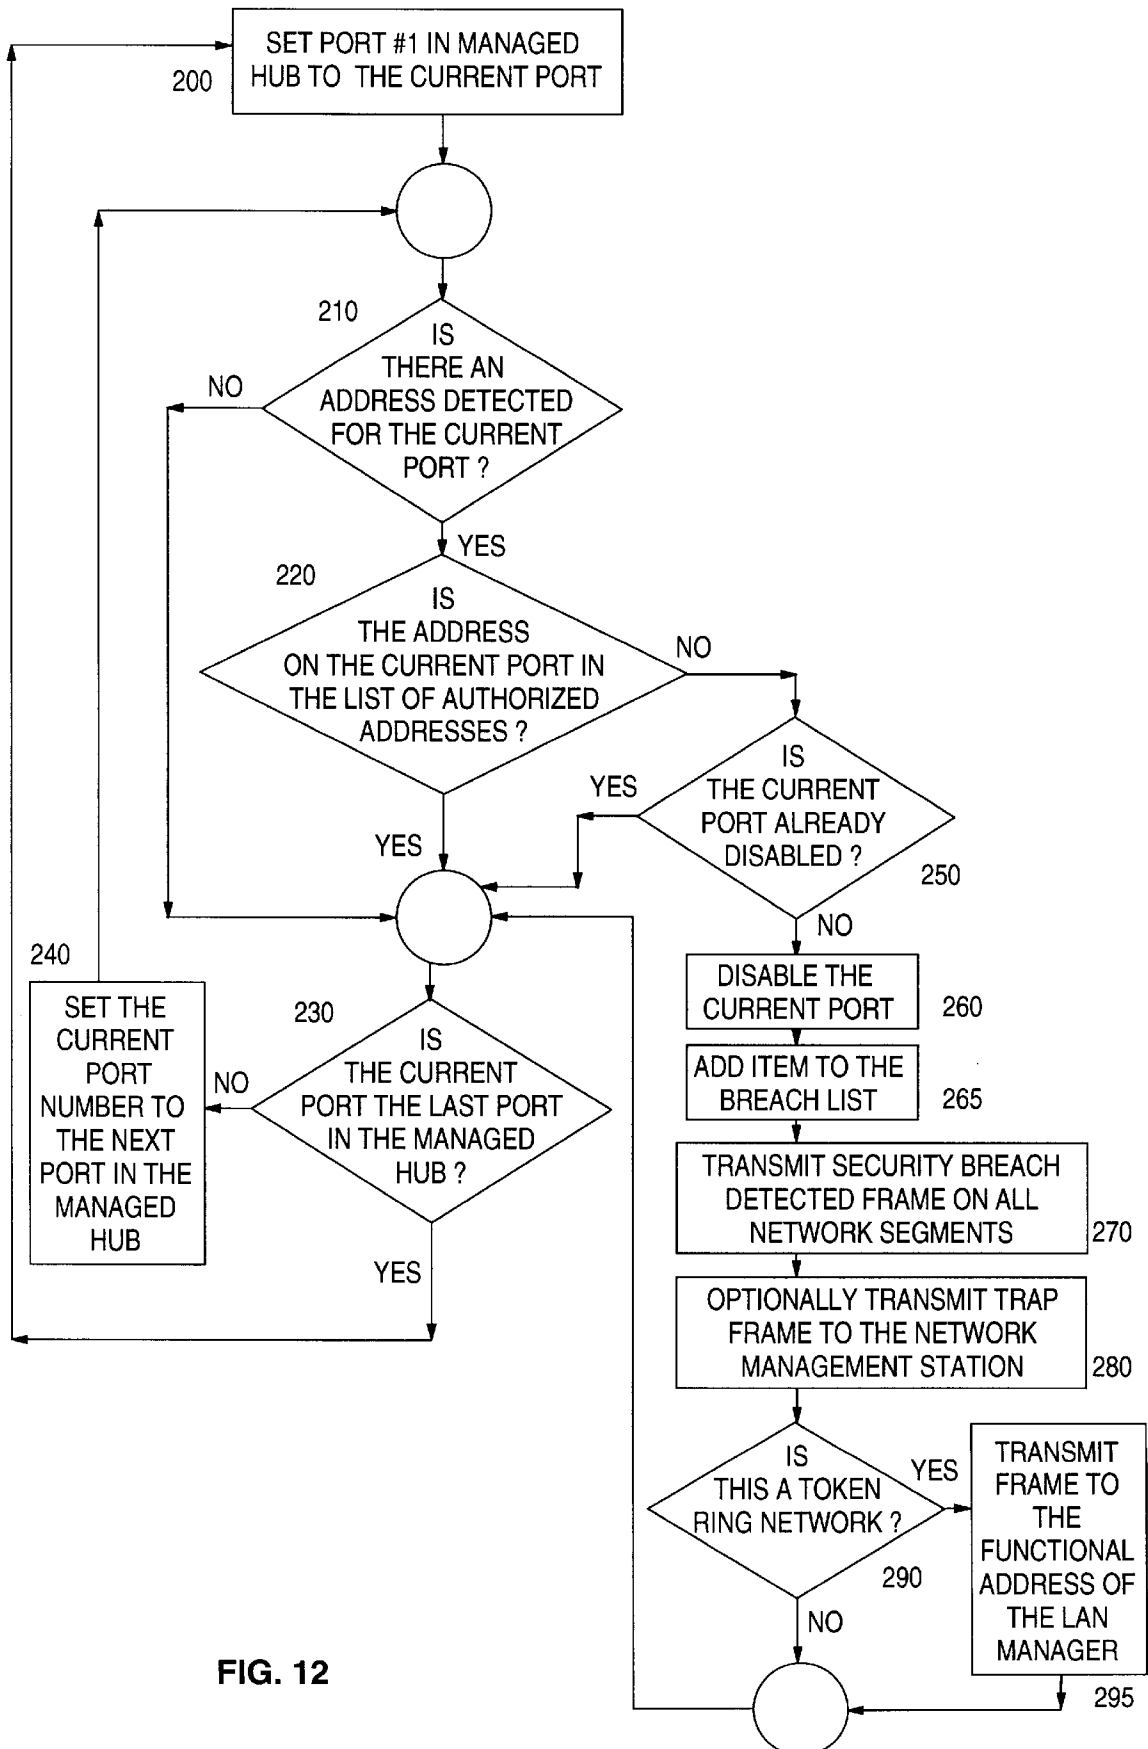 SET PORT #1 IN MANAGED
HUB TO THE CURRENT PORT
200
210
IS
THERE AN
ADDRESS DETECTED
FOR THE CURRENT
PORT ?
NO
YES
220
IS
THE ADDRESS
ON THE CURRENT PORT IN
THE LIST OF AUTHORIZED
ADDRESSES ?
NO
YES
IS
THE CURRENT
PORT ALREADY
DISABLED ?
YES
250
NO
240
SET THE
CURRENT
PORT
NUMBER TO
THE NEXT
PORT IN THE
MANAGED
HUB
230
IS
THE CURRENT
PORT THE LAST PORT
IN THE MANAGED
HUB ?
NO
YES
DISABLE THE
CURRENT PORT
260
ADD ITEM TO THE
BREACH LIST
265
TRANSMIT SECURITY BREACH
DETECTED FRAME ON ALL
NETWORK SEGMENTS
270
OPTIONALLY TRANSMIT TRAP
FRAME TO THE NETWORK
MANAGEMENT STATION
280
IS
THIS A TOKEN
RING NETWORK ?
YES
290
NO
TRANSMIT
FRAME TO
THE
FUNCTIONAL
ADDRESS OF
THE LAN
MANAGER
295
FIG. 12